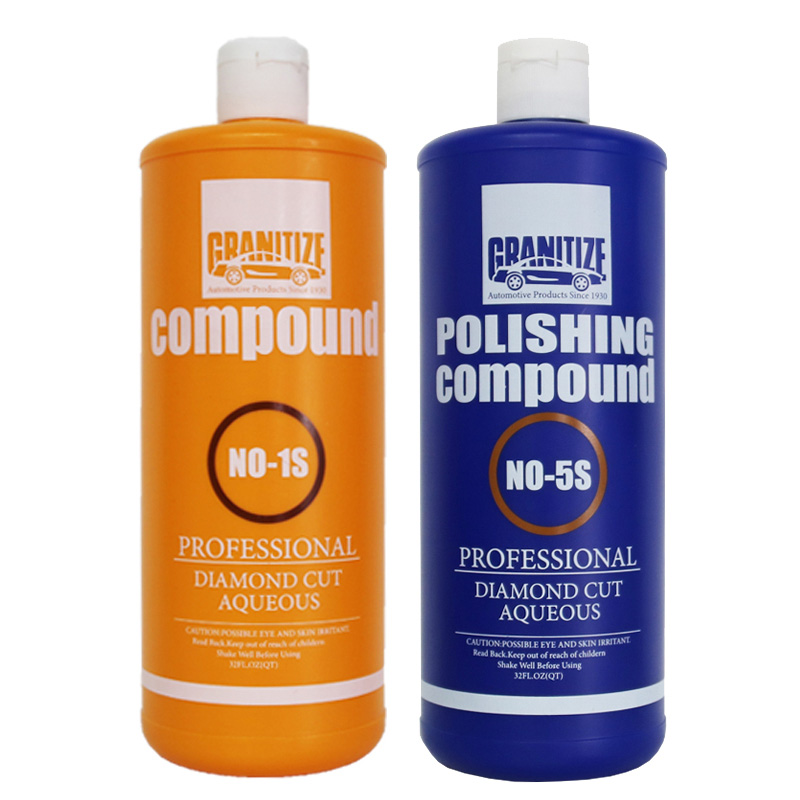 GRANITIZE
Automotive Products Since 1930
compound
NO-1S
PROFESSIONAL
DIAMOND CUT
AQUEOUS
CAUTION:POSSIBLE EYE AND SKIN IRRITANT.
Read Back.Keep out of reach of childern
Shake Well Before Using
32FL.OZ(QT)
GRANITIZE
Automotive Products Since 1930
POLISHING
compound
NO-5S
PROFESSIONAL
DIAMOND CUT
AQUEOUS
CAUTION:POSSIBLE EYE AND SKIN IRRITANT.
Read Back.Keep out of reach of childern
Shake Well Before Using
32FL.OZ(QT)